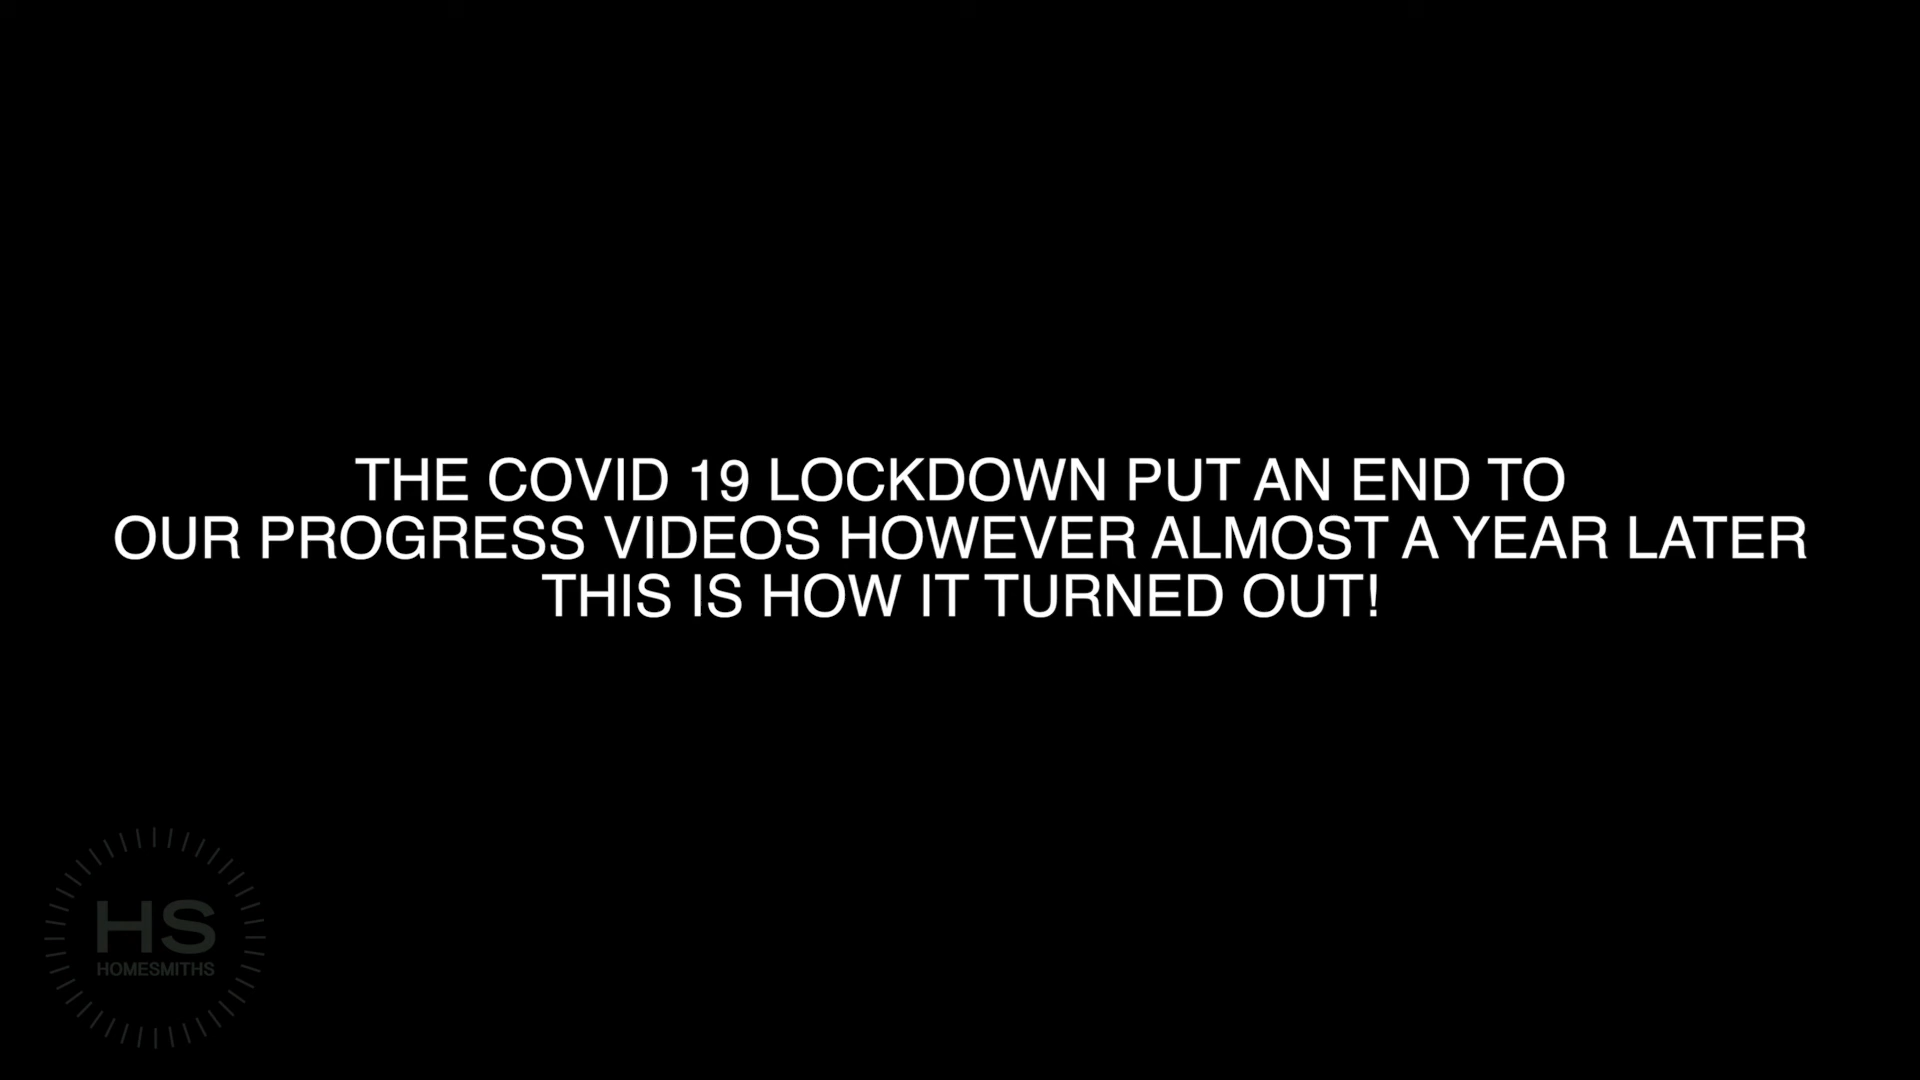 THE COVID 19 LOCKDOWN PUT AN END TO
OUR PROGRESS VIDEOS HOWEVER ALMOST A YEAR LATER
THIS IS HOW IT TURNED OUT!
HS
HOMESMITHS